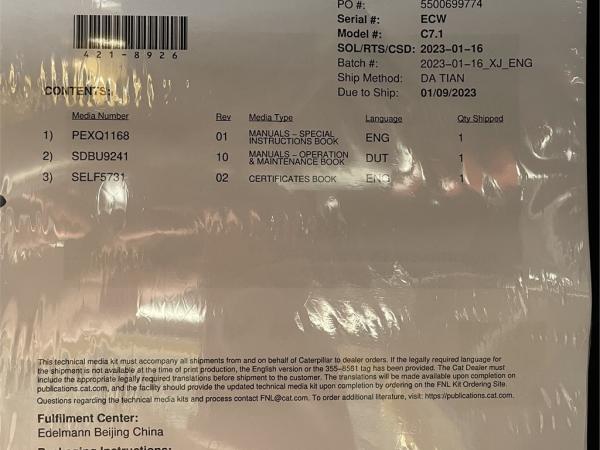 PO #: 5500699774
Serial #: ECW
Model #: C7.1
SOL/RTS/CSD: 2023-01-16
Batch #: 2023-01-16_XJ_ENG
Ship Method: DA TIAN
Due to Ship: 01/09/2023
421-8926
CONTENTS:
Media Number Rev Media Type Language Qty Shipped
1) PEXQ1168 01 MANUALS - SPECIAL INSTRUCTIONS BOOK ENG 1
2) SDBU9241 10 MANUALS - OPERATION & MAINTENANCE BOOK DUT 1
3) SELF5731 02 CERTIFICATES BOOK ENG 1
This technical media kit must accompany all shipments from and on behalf of Caterpillar to dealer orders. If the legally required language for
the shipment is not available at the time of print production, the English version or the 355-8581 tag has been provided. The Cat Dealer must
include the appropriate legally required translations before shipment to the customer. The translations will be made available upon completion on
publications.cat.com, and the facility should provide the updated technical media kit upon completion by ordering on the FNL Kit Ordering Site.
Questions regarding the technical media kits and process contact FNL@cat.com. To order additional literature, visit: https://publications.cat.com.
Fulfilment Center:
Edelmann Beijing China